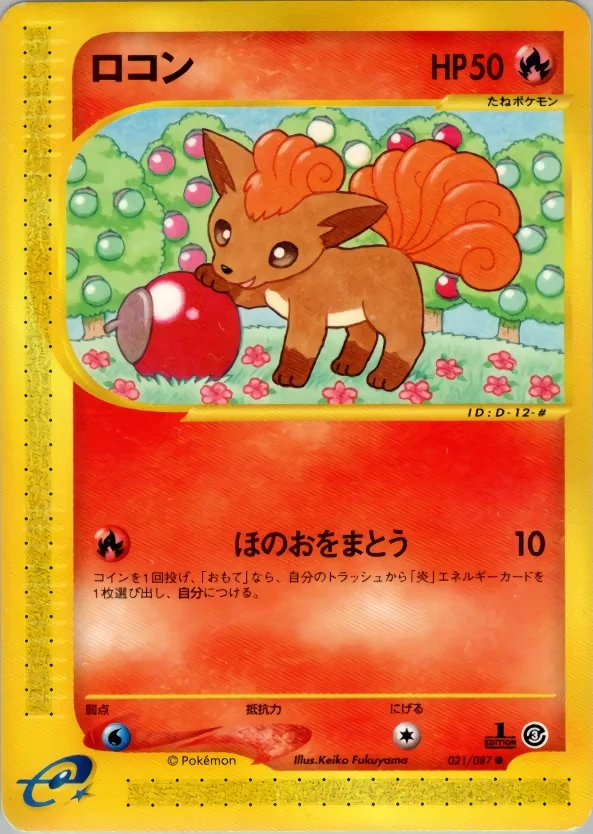 ロコン
HP50
たねポケモン
ID:D-12-#
ほのおをまとう 10
コインを1回投げ、「おもて」なら、自分のトラッシュから「炎」エネルギーカードを
1枚選び出し、自分につける。
弱点 抵抗力 にげる
© Pokémon
Illus.Keiko Fukuyama
021/087 ●
1
EDITION
3
e